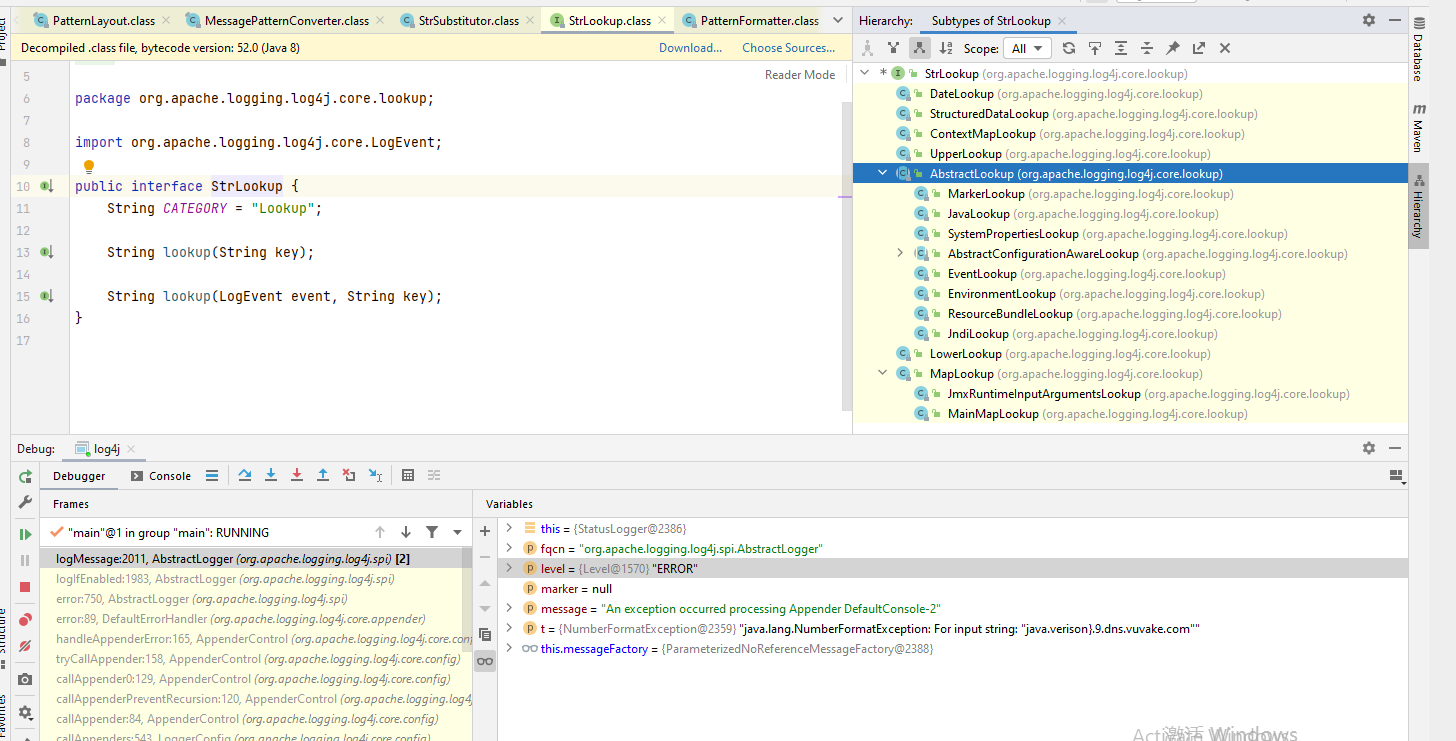 Project
PatternLayout.class
MessagePatternConverter.class
StrSubstitutor.class
StrLookup.class
PatternFormatter.class
Decompiled .class file, bytecode version: 52.0 (Java 8)
Download...
Choose Sources...
Reader Mode
5
6 package org.apache.logging.log4j.core.lookup;
7
8 import org.apache.logging.log4j.core.LogEvent;
9
10 public interface StrLookup {
11 String CATEGORY = "Lookup";
12
13 String lookup(String key);
14
15 String lookup(LogEvent event, String key);
16 }
17
Hierarchy: Subtypes of StrLookup
Scope: All
* StrLookup (org.apache.logging.log4j.core.lookup)
DateLookup (org.apache.logging.log4j.core.lookup)
StructuredDataLookup (org.apache.logging.log4j.core.lookup)
ContextMapLookup (org.apache.logging.log4j.core.lookup)
UpperLookup (org.apache.logging.log4j.core.lookup)
AbstractLookup (org.apache.logging.log4j.core.lookup)
MarkerLookup (org.apache.logging.log4j.core.lookup)
JavaLookup (org.apache.logging.log4j.core.lookup)
SystemPropertiesLookup (org.apache.logging.log4j.core.lookup)
AbstractConfigurationAwareLookup (org.apache.logging.log4j.core.lookup)
EventLookup (org.apache.logging.log4j.core.lookup)
EnvironmentLookup (org.apache.logging.log4j.core.lookup)
ResourceBundleLookup (org.apache.logging.log4j.core.lookup)
JndiLookup (org.apache.logging.log4j.core.lookup)
LowerLookup (org.apache.logging.log4j.core.lookup)
MapLookup (org.apache.logging.log4j.core.lookup)
JmxRuntimeInputArgumentsLookup (org.apache.logging.log4j.core.lookup)
MainMapLookup (org.apache.logging.log4j.core.lookup)
Database
Maven
Hierarchy
Debug: log4j
Debugger
Console
Frames
"main"@1 in group "main": RUNNING
logMessage:2011, AbstractLogger (org.apache.logging.log4j.spi) [2]
logIfEnabled:1983, AbstractLogger (org.apache.logging.log4j.spi)
error:750, AbstractLogger (org.apache.logging.log4j.spi)
error:89, DefaultErrorHandler (org.apache.logging.log4j.core.appender)
handleAppenderError:165, AppenderControl (org.apache.logging.log4j.core.con
tryCallAppender:158, AppenderControl (org.apache.logging.log4j.core.config)
callAppender0:129, AppenderControl (org.apache.logging.log4j.core.config)
callAppenderPreventRecursion:120, AppenderControl (org.apache.logging.log4
callAppender:84, AppenderControl (org.apache.logging.log4j.core.config)
callAppenders:543, LoggerConfig (org.apache.logging.log4j.core.config)
Variables
this = {StatusLogger@2386}
fqcn = "org.apache.logging.log4j.spi.AbstractLogger"
level = {Level@1570} "ERROR"
marker = null
message = "An exception occurred processing Appender DefaultConsole-2"
t = {NumberFormatException@2359} "java.lang.NumberFormatException: For input string: "java.verison}.9.dns.vuvake.com""
this.messageFactory = {ParameterizedNoReferenceMessageFactory@2388}
Structure
Favorites
激活 Windows